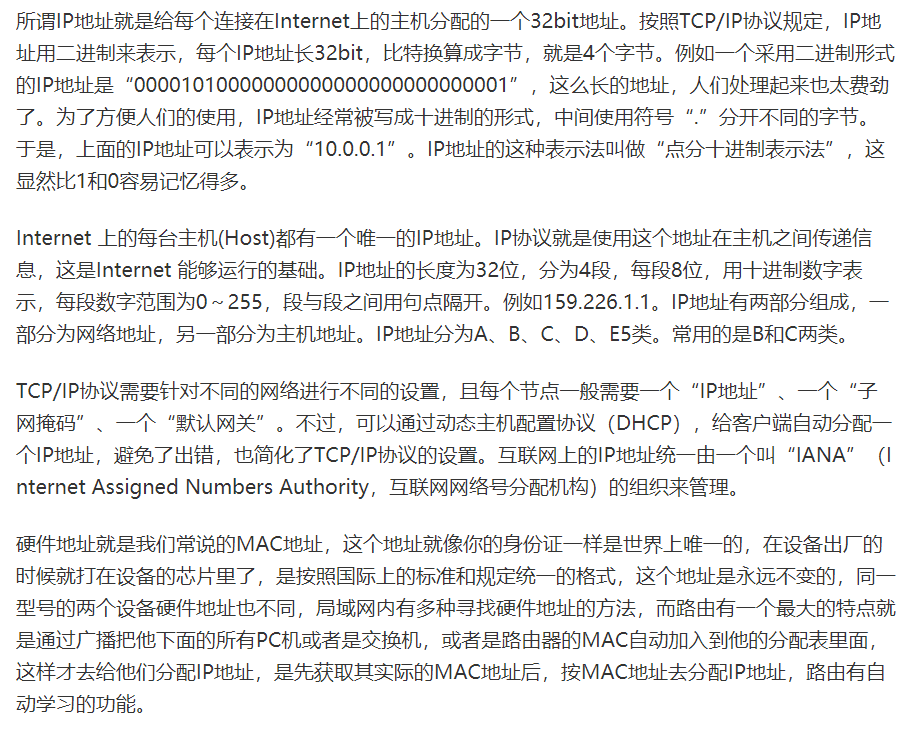 所谓IP地址就是给每个连接在Internet上的主机分配的一个32bit地址。按照TCP/IP协议规定，IP地
址用二进制来表示，每个IP地址长32bit，比特换算成字节，就是4个字节。例如一个采用二进制形式
的IP地址是“00001010000000000000000000000001”，这么长的地址，人们处理起来也太费劲
了。为了方便人们的使用，IP地址经常被写成十进制的形式，中间使用符号“.”分开不同的字节。
于是，上面的IP地址可以表示为“10.0.0.1”。IP地址的这种表示法叫做“点分十进制表示法”，这
显然比1和0容易记忆得多。
Internet 上的每台主机(Host)都有一个唯一的IP地址。IP协议就是使用这个地址在主机之间传递信
息，这是Internet 能够运行的基础。IP地址的长度为32位，分为4段，每段8位，用十进制数字表
示，每段数字范围为0～255，段与段之间用句点隔开。例如159.226.1.1。IP地址有两部分组成，一
部分为网络地址，另一部分为主机地址。IP地址分为A、B、C、D、E5类。常用的是B和C两类。
TCP/IP协议需要针对不同的网络进行不同的设置，且每个节点一般需要一个“IP地址”、一个“子
网掩码”、一个“默认网关”。不过，可以通过动态主机配置协议（DHCP），给客户端自动分配一
个IP地址，避免了出错，也简化了TCP/IP协议的设置。互联网上的IP地址统一由一个叫“IANA”（I
nternet Assigned Numbers Authority，互联网网络号分配机构）的组织来管理。
硬件地址就是我们常说的MAC地址，这个地址就像你的身份证一样是世界上唯一的，在设备出厂的
时候就打在设备的芯片里了，是按照国际上的标准和规定统一的格式，这个地址是永远不变的，同一
型号的两个设备硬件地址也不同，局域网内有多种寻找硬件地址的方法，而路由有一个最大的特点就
是通过广播把他下面的所有PC机或者是交换机，或者是路由器的MAC自动加入到他的分配表里面，
这样才去给他们分配IP地址，是先获取其实际的MAC地址后，按MAC地址去分配IP地址，路由有自
动学习的功能。